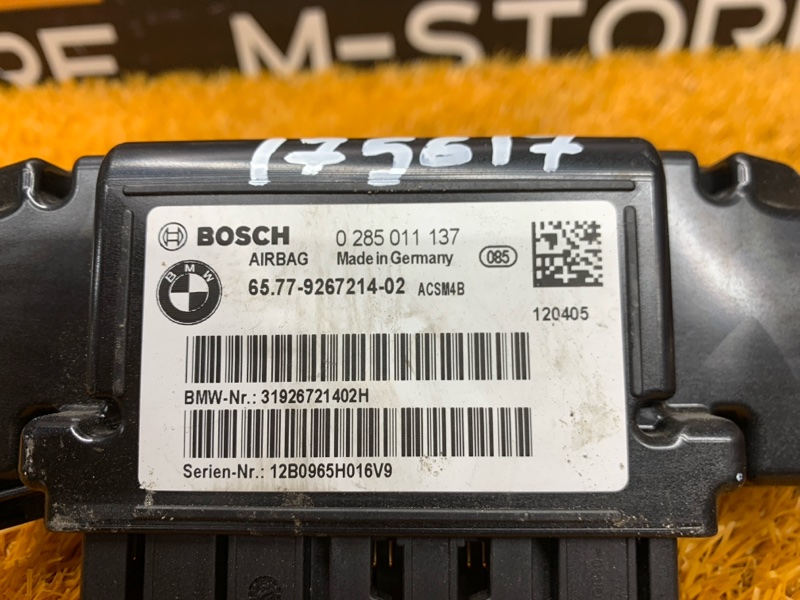 RE M-STORE
175617
BOSCH 0 285 011 137
AIRBAG Made in Germany 085
BMW
65.77-9267214-02 ACSM4B
120405
BMW-Nr.: 31926721402H
Serien-Nr.: 12B0965H016V9